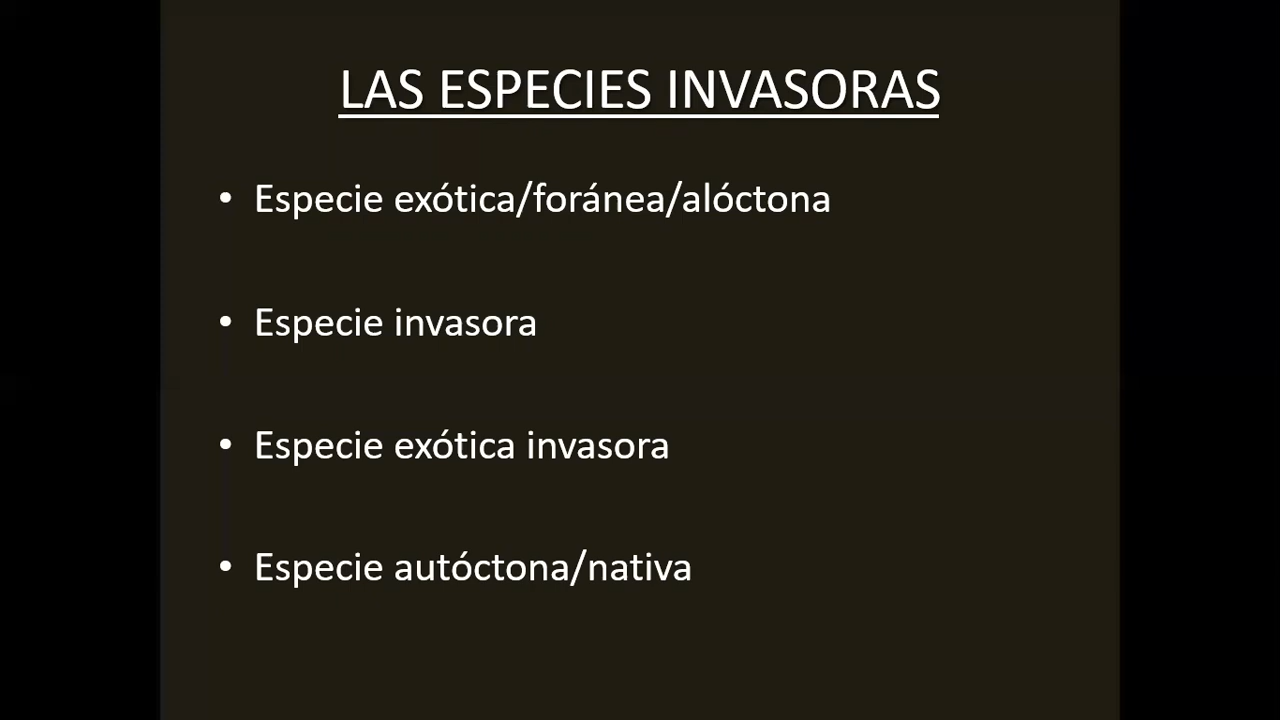 LAS ESPECIES INVASORAS
• Especie exótica/foránea/alóctona
• Especie invasora
• Especie exótica invasora
• Especie autóctona/nativa